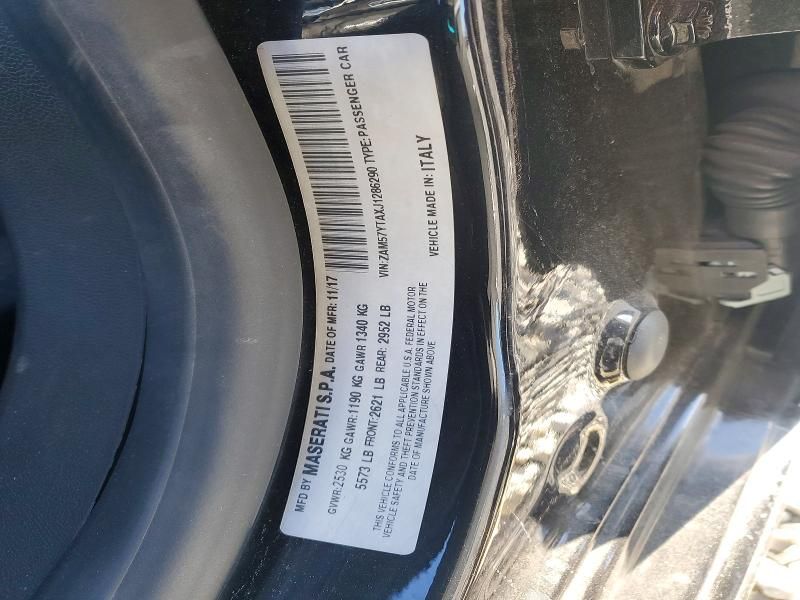 MFD BY MASERATI S.P.A. DATE OF MFR: 11/17
GVWR:2530 KG GAWR:1190 KG GAWR 1340 KG
5573 LB FRONT:2621 LB REAR: 2952 LB
VIN:ZAM57YTAXJ1286290 TYPE:PASSENGER CAR
THIS VEHICLE CONFORMS TO ALL APPLICABLE U.S.A. FEDERAL MOTOR
VEHICLE SAFETY AND THEFT PREVENTION STANDARDS IN EFFECT ON THE
DATE OF MANUFACTURE SHOWN ABOVE
VEHICLE MADE IN: ITALY